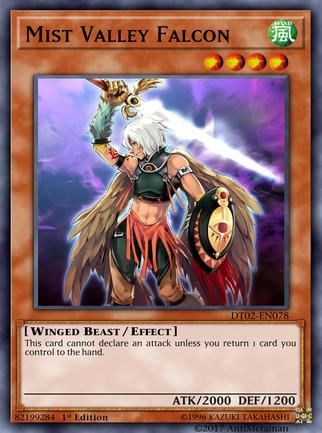 MIST VALLEY FALCON
WIND
風
DT02-EN078
[WINGED BEAST / EFFECT]
This card cannot declare an attack unless you return 1 card you
control to the hand.
ATK/2000 DEF/1200
82199284 1st Edition ©1996 KAZUKI TAKAHASHI
©2017 AntiMetaman